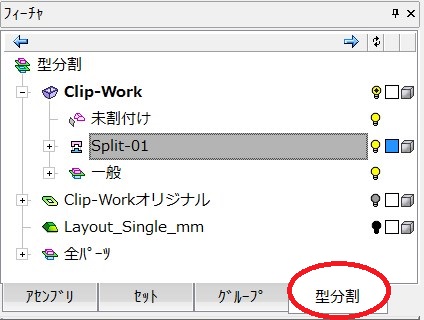 ﾌｨｰﾁｬ
型分割
Clip-Work
未割付け
Split-01
一般
Clip-Workオリジナル
Layout_Single_mm
全ﾊﾟｰﾂ
ｱｾﾝﾌﾞﾘ ｾｯﾄ ｸﾞﾙｰﾌﾟ 型分割